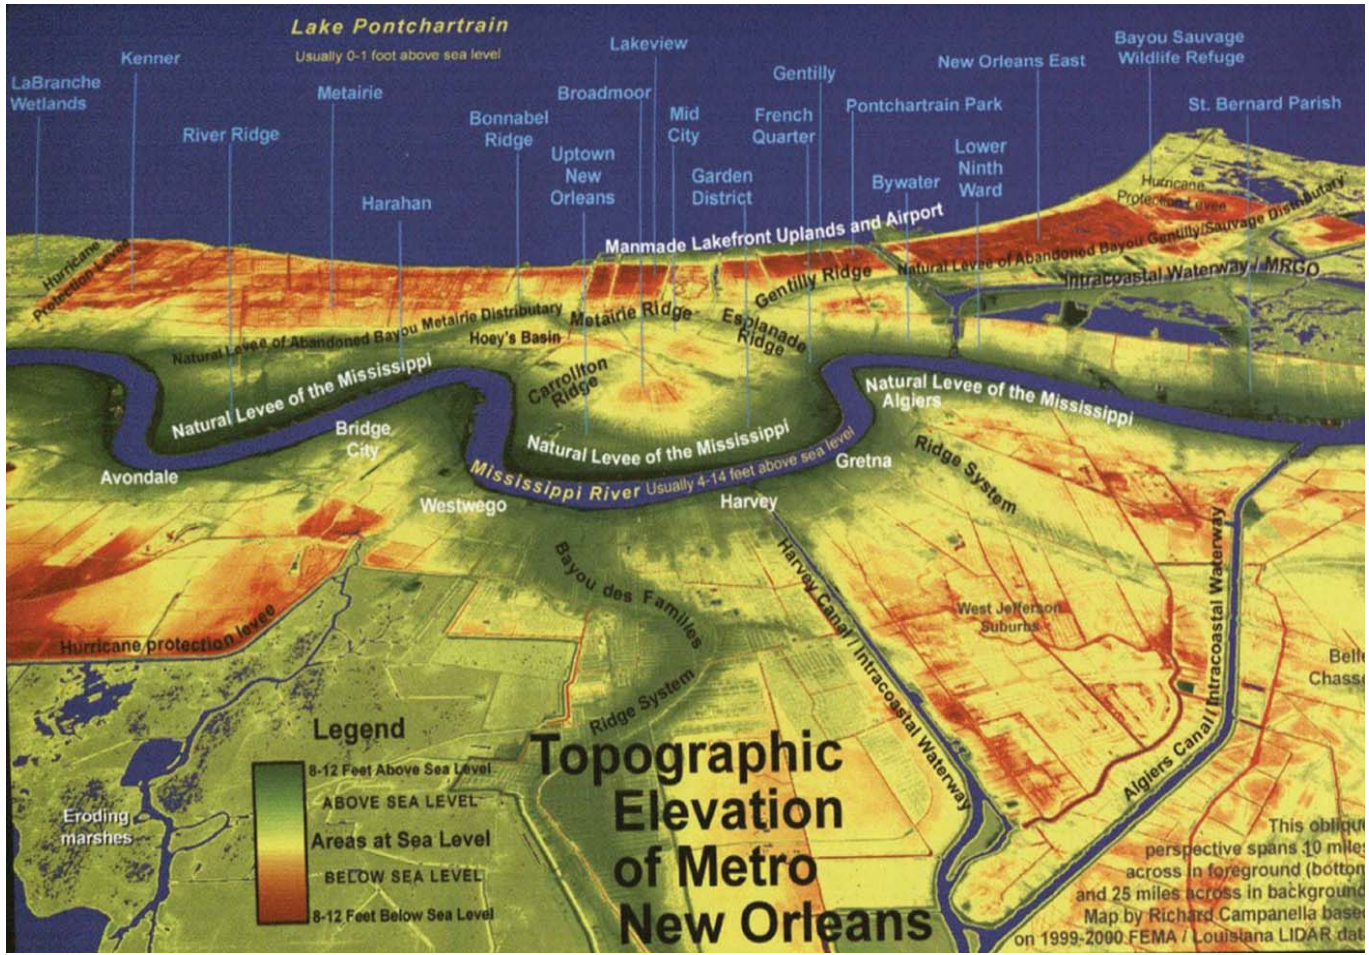 Lake Pontchartrain
Usually 0-1 foot above sea level
LaBranche
Wetlands
Kenner
River Ridge
Metairie
Harahan
Bonnabel
Ridge
Uptown
New
Orleans
Broadmoor
Lakeview
Mid
City
Garden
District
French
Quarter
Gentilly
Pontchartrain Park
Bywater
Lower
Ninth
Ward
New Orleans East
Bayou Sauvage
Wildlife Refuge
St. Bernard Parish
Hurricane
Protection Levee
Manmade Lakefront Uplands and Airport
Hurricane
Protection Levee
Natural Levee of Abandoned Bayou Gentilly/Sauvage Distributary
Intracoastal Waterway / MRGO
Gentilly Ridge
Metairie Ridge
Esplanade
Ridge
Natural Levee of Abandoned Bayou Metairie Distributary
Hoey's Basin
Carrollton
Ridge
Natural Levee of the Mississippi
Natural Levee of the Mississippi
Natural Levee of the Mississippi
Algiers
Avondale
Bridge
City
Westwego
Mississippi River Usually 4-14 feet above sea level
Harvey
Gretna
Ridge System
Bayou des Familles
Ridge System
Harvey Canal / Intracoastal Waterway
West Jefferson
Suburbs
Algiers Canal / Intracoastal Waterway
Belle
Chasse
Hurricane protection levee
Eroding
marshes
Legend
8-12 Feet Above Sea Level
ABOVE SEA LEVEL
Areas at Sea Level
BELOW SEA LEVEL
8-12 Feet Below Sea Level
Topographic
Elevation
of Metro
New Orleans
This obliqu
perspective spans 10 miles
across in foreground (bottom
and 25 miles across in background
Map by Richard Campanella base
on 1999-2000 FEMA / Louisiana LIDAR data